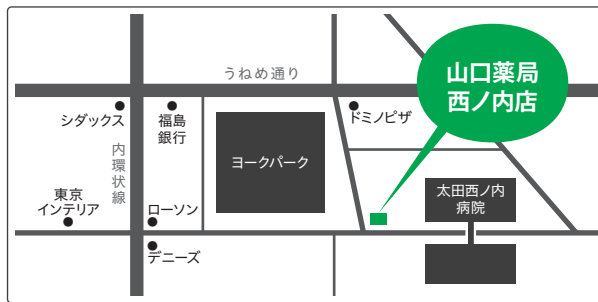 うねめ通り
山口薬局
西ノ内店
シダックス
福島
銀行
ドミノピザ
内環状線
ヨークパーク
東京
インテリア
ローソン
太田西ノ内
病院
デニーズ